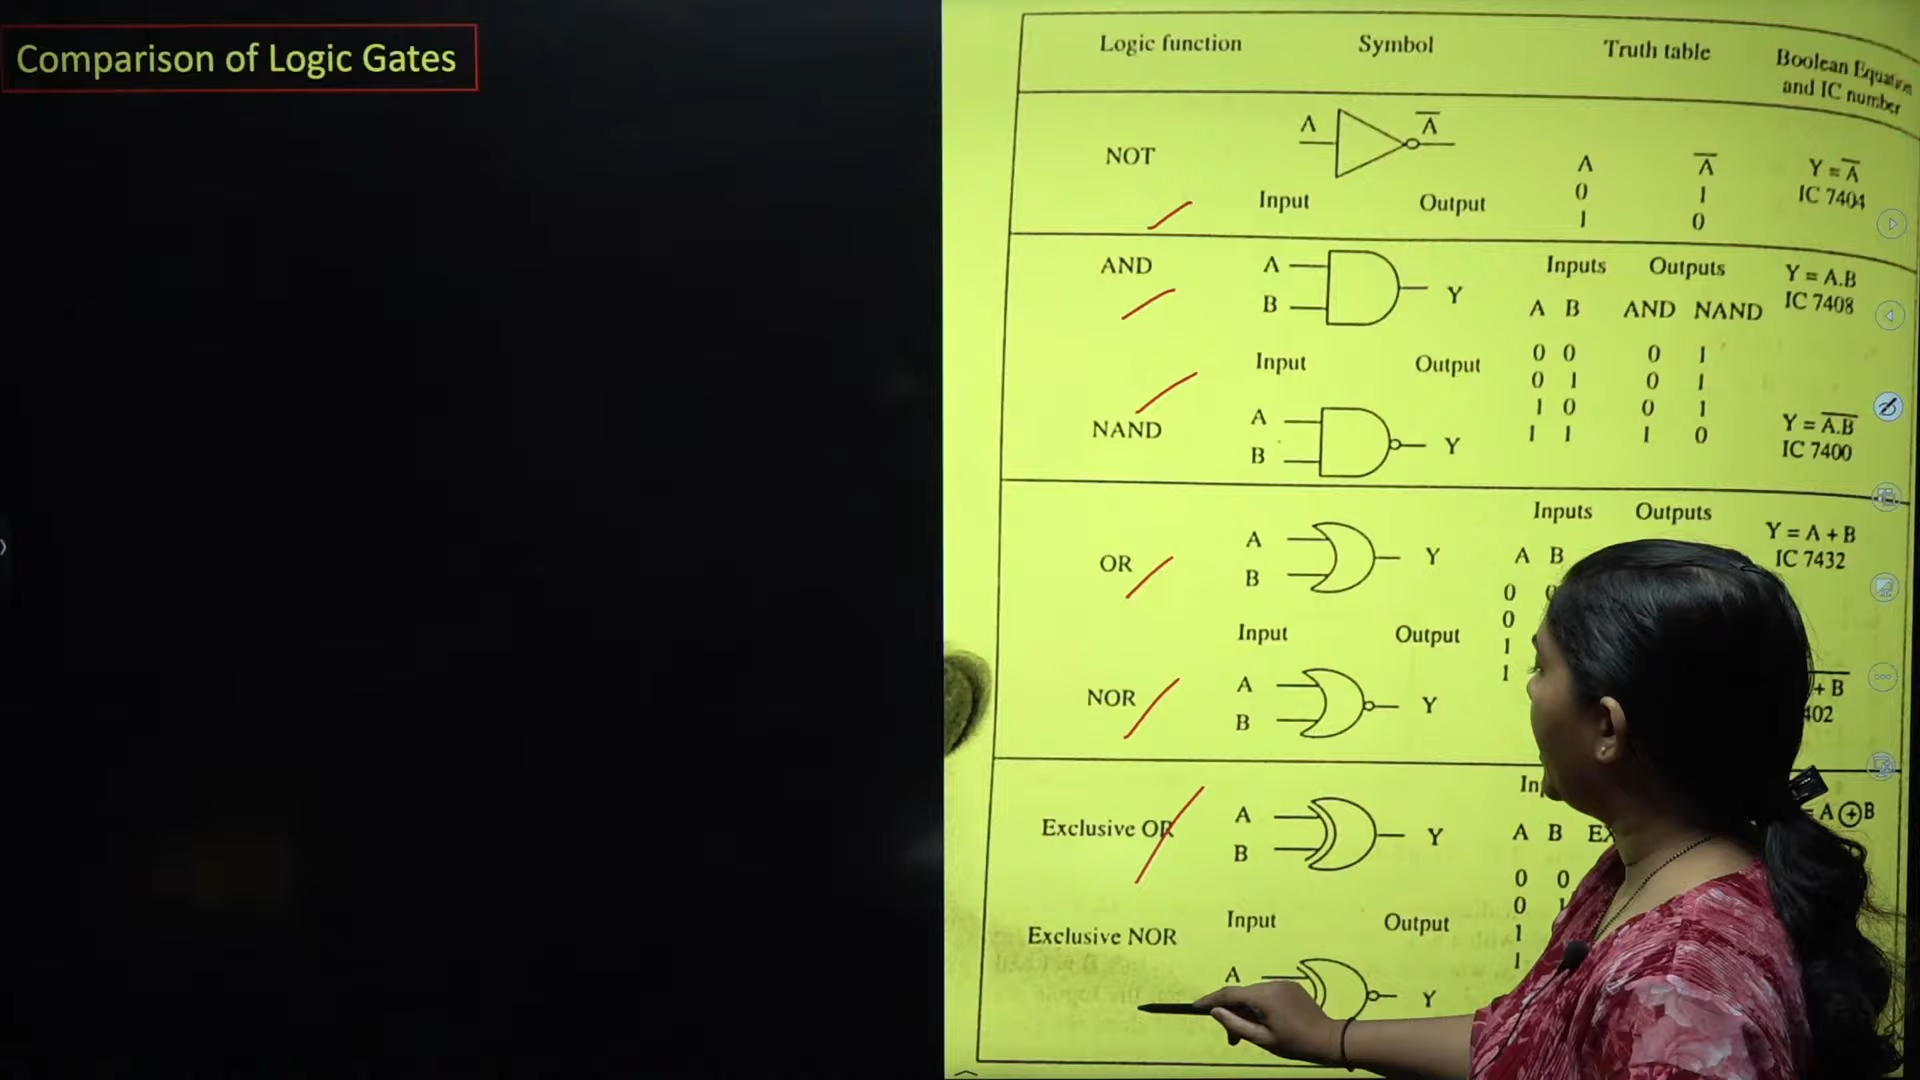 Comparison of Logic Gates
Logic function Symbol Truth table Boolean Equation
and IC number
NOT
A A̅
Input Output
A A̅
0 1
1 0
Y = A̅
IC 7404
AND
A
B
Y
Input Output
NAND
A
B
Y
Inputs Outputs
A B AND NAND
0 0 0 1
0 1 0 1
1 0 0 1
1 1 1 0
Y = A.B
IC 7408
Y = A̅.̅B̅
IC 7400
OR
A
B
Y
Input Output
NOR
A
B
Y
Inputs Outputs
A B
0
0
1
1
Y = A + B
IC 7432
+ B
402
Exclusive OR
A
B
Y
Input Output
Exclusive NOR
A
Y
A B
0 0
0 1
1
1
A ⊕ B